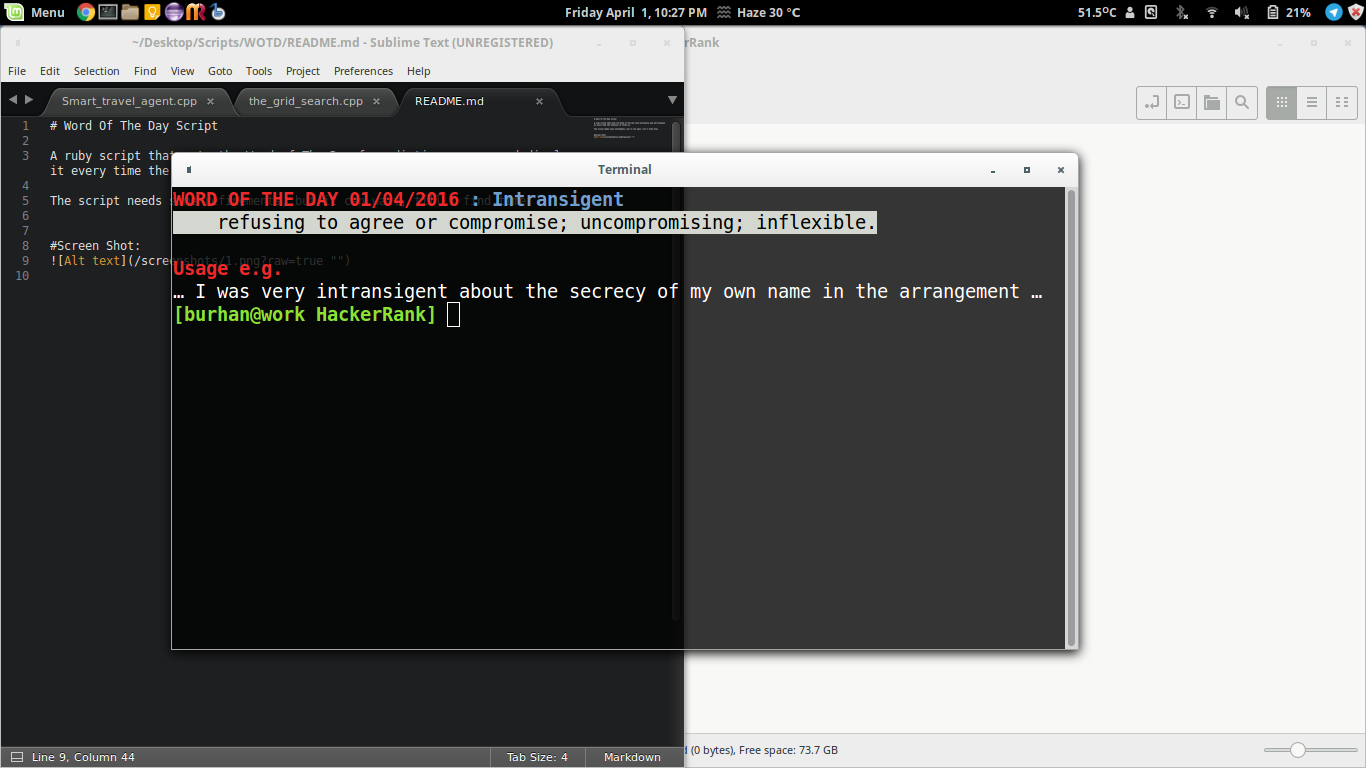 Menu
Friday April 1, 10:27 PM
Haze 30 °C
51.5°C
21%
~/Desktop/Scripts/WOTD/README.md - Sublime Text (UNREGISTERED)
rRank
File Edit Selection Find View Goto Tools Project Preferences Help
Smart_travel_agent.cpp
the_grid_search.cpp
README.md
1 # Word Of The Day Script
2
3 A ruby script that
it every time the
4
5 The script needs
6
7
8 #Screen Shot:
9 ![Alt text](/screenshots/1.png?raw=true "")
10
Terminal
WORD OF THE DAY 01/04/2016 : Intransigent
refusing to agree or compromise; uncompromising; inflexible.
Usage e.g.
… I was very intransigent about the secrecy of my own name in the arrangement …
[burhan@work HackerRank]
Line 9, Column 44
Tab Size: 4
Markdown
(0 bytes), Free space: 73.7 GB